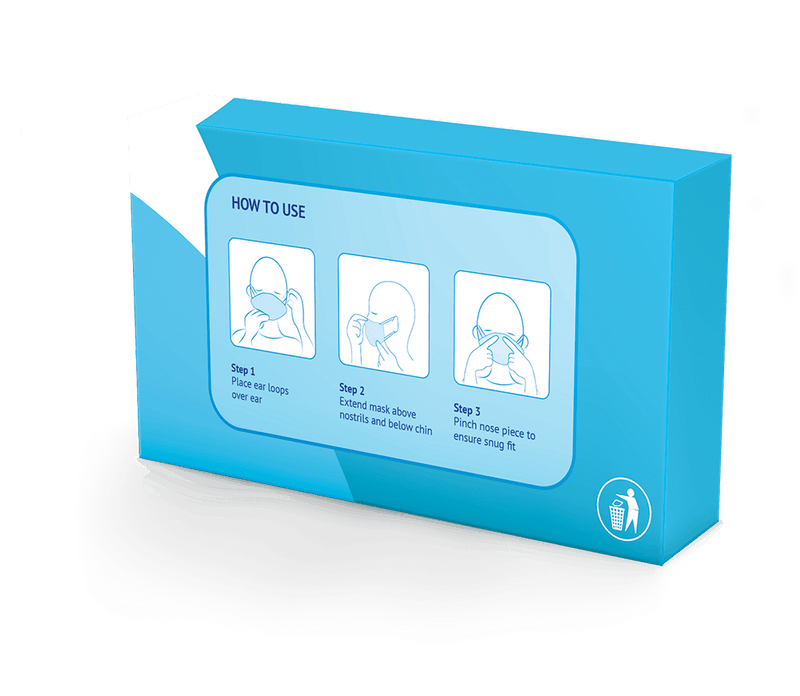 HOW TO USE
Step 1
Place ear loops
over ear
Step 2
Extend mask above
nostrils and below chin
Step 3
Pinch nose piece to
ensure snug fit